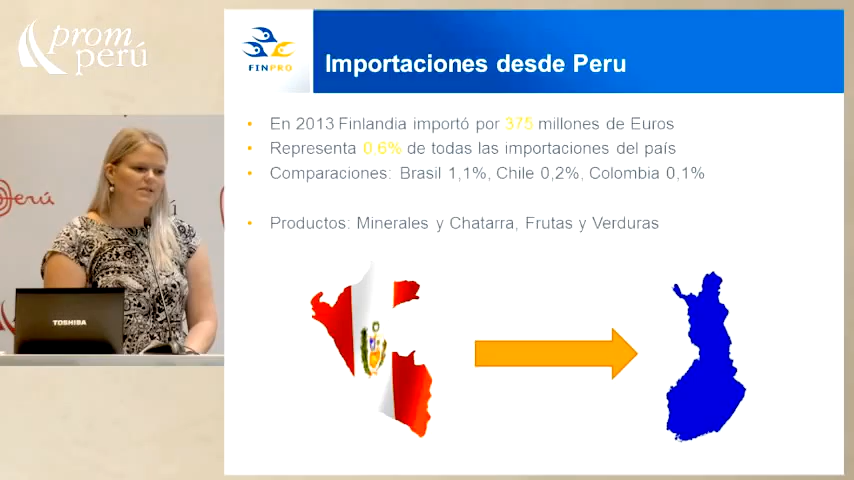 prom
perú
FINPRO
Importaciones desde Peru
• En 2013 Finlandia importó por 375 millones de Euros
• Representa 0,6% de todas las importaciones del país
• Comparaciones: Brasil 1,1%, Chile 0,2%, Colombia 0,1%
• Productos: Minerales y Chatarra, Frutas y Verduras
Perú
TOSHIBA